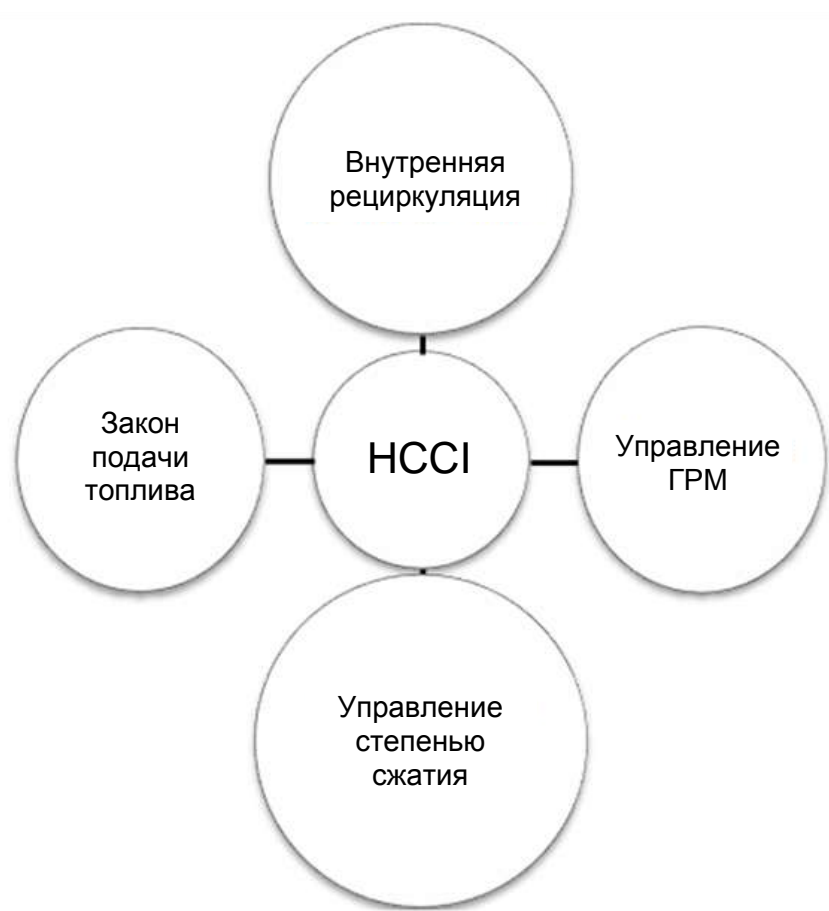 Внутренняя
рециркуляция
Закон
подачи
топлива
HCCI
Управление
ГРМ
Управление
степенью
сжатия